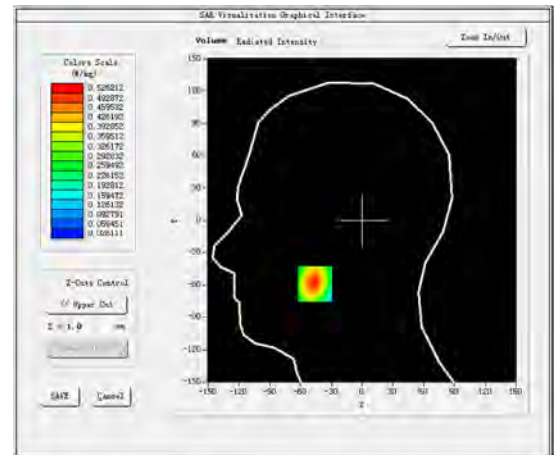 SAR Visualisation Graphical Interface
Volume Radiated Intensity
Zoom In/Out
Colors Scale
(W/kg)
0.526212
0.492872
0.459532
0.426192
0.392852
0.359512
0.326172
0.292832
0.259492
0.226152
0.192812
0.159472
0.126132
0.092791
0.059451
0.026111
Z-Cuts Control
Upper Cut
Z = 1.0 mm
SAVE
Cancel
150
120
90
60
30
0
-30
-60
-90
-120
-150
Y
-150 -120 -90 -60 -30 0 30 60 90 120 150
X